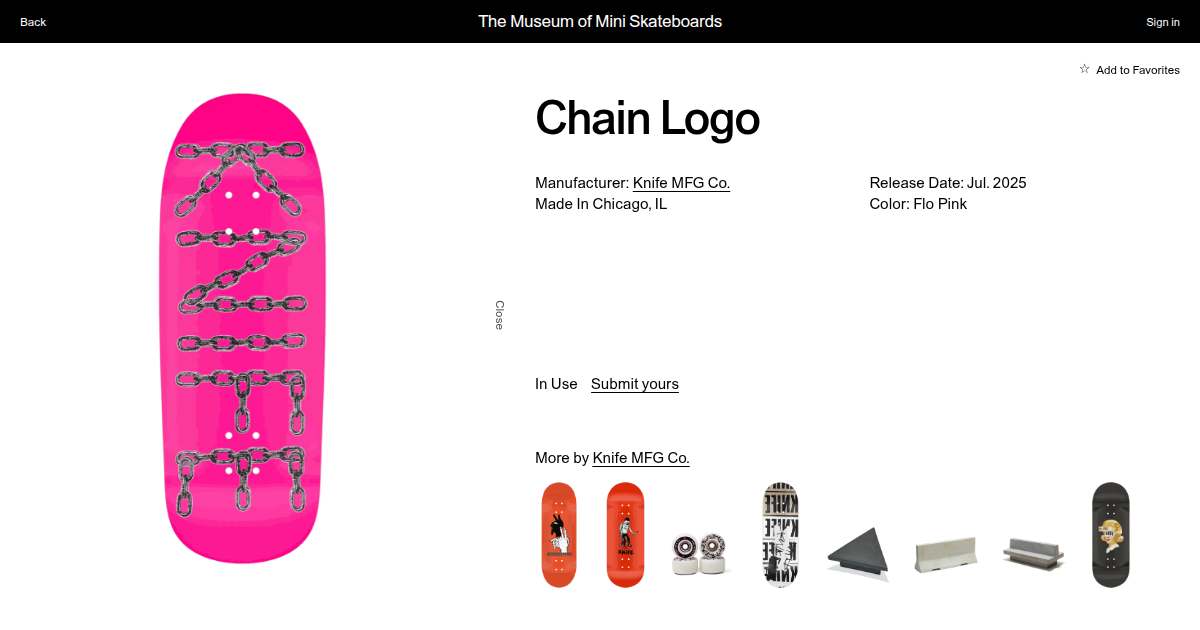 Back
The Museum of Mini Skateboards
Sign in
☆ Add to Favorites
Chain Logo
Manufacturer: Knife MFG Co.
Made In Chicago, IL
Release Date: Jul. 2025
Color: Flo Pink
KNIFE
Close
In Use Submit yours
More by Knife MFG Co.
KNIFE